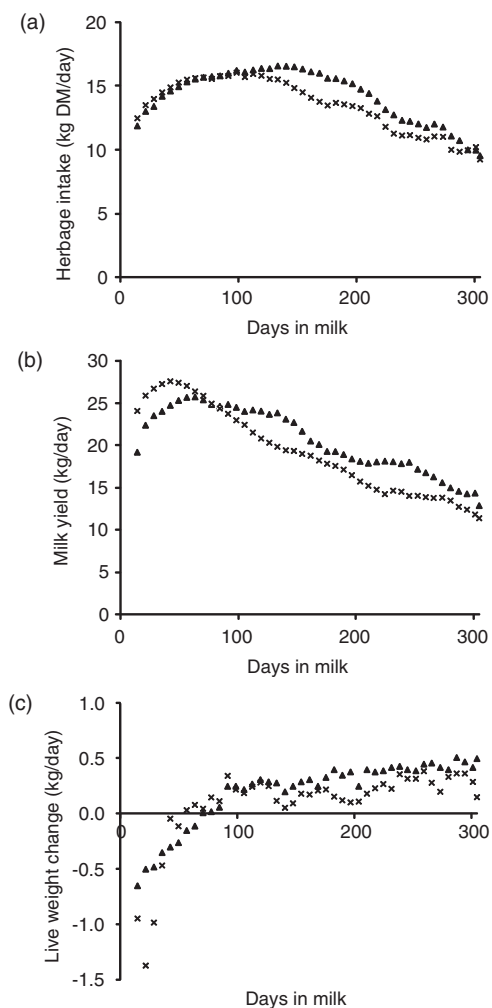 (a)
20
15
10
5
0
Herbage intake (kg DM/day)
0 100 200 300
Days in milk
(b)
30
25
20
15
10
5
0
Milk yield (kg/day)
0 100 200 300
Days in milk
(c)
1.0
0.5
0.0
-0.5
-1.0
-1.5
Live weight change (kg/day)
0 100 200 300
Days in milk